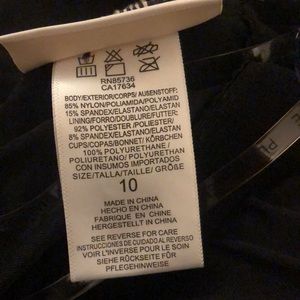 RN85736
CA17634
BODY/EXTERIOR/CORPS/ AUßENSTOFF:
85% NYLON/POLIAMIDA/POLYAMID
15% SPANDEX/ELASTANO/ELASTAN
LINING/FORRO/DOUBLURE/FUTTER:
92% POLYESTER/POLIESTER/
8% SPANDEX/ELASTANO/ELASTAN
CUPS/COPAS/BONNET/ KÖRBCHEN
100% POLYURETHANE /
POLIURETANO/ POLYURETHAN
CON INSUMOS IMPORTADOS
SIZE/TALLA/TAILLE/ GRÖßE
10
MADE IN CHINA
HECHO EN CHINA
FABRIQUE EN CHINE
HERGESTELLT IN CHINA
SEE REVERSE FOR CARE
INSTRUCCIONES DE CUIDADO AL REVERSO
VOIR L'INVERSE POUR LE LAVAGE
SIEHE RÜCKSEITE FÜR
PFLEGEHINWEISE